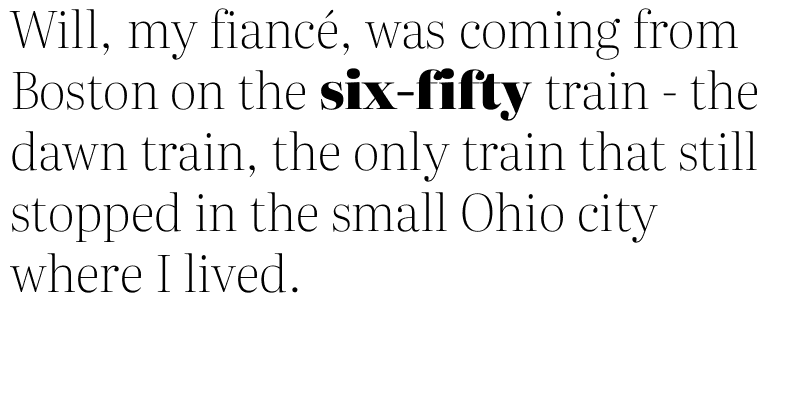 Will, my fiancé, was coming from
Boston on the six-fifty train - the
dawn train, the only train that still
stopped in the small Ohio city
where I lived.